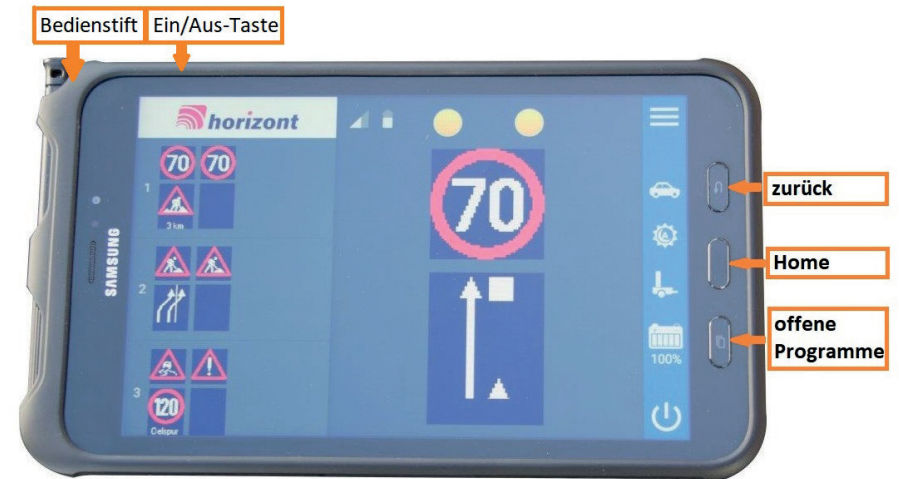 Bedienstift
Ein/Aus-Taste
horizont
70 70
1
3 km
2
3
120
Oelspur
70
100%
SAMSUNG
zurück
Home
offene
Programme